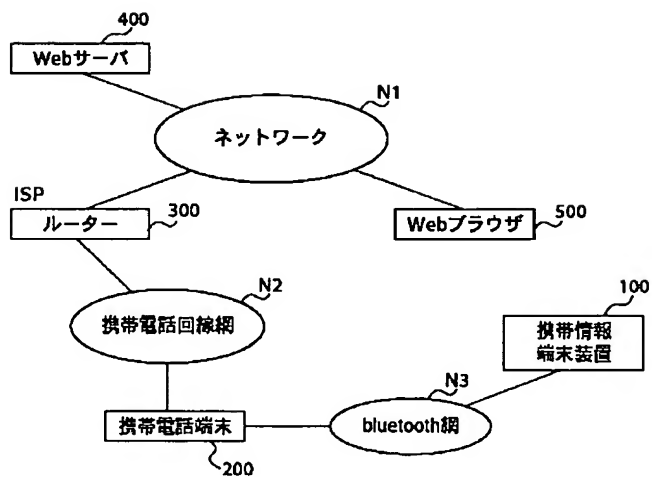 400
Webサーバ
N1
ネットワーク
ISP
ルーター
300
Webブラウザ
500
N2
携帯電話回線網
100
携帯情報
端末装置
N3
携帯電話端末
bluetooth網
200